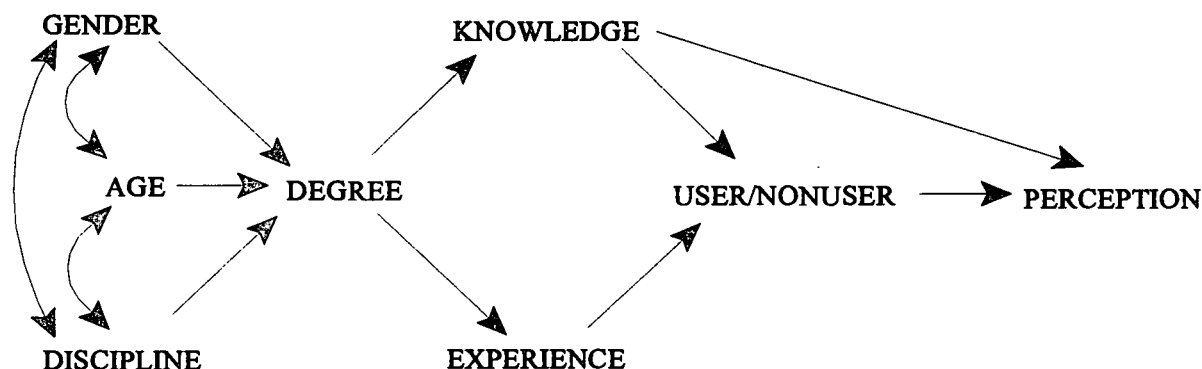 GENDER
KNOWLEDGE
AGE
DEGREE
USER/NONUSER
PERCEPTION
DISCIPLINE
EXPERIENCE